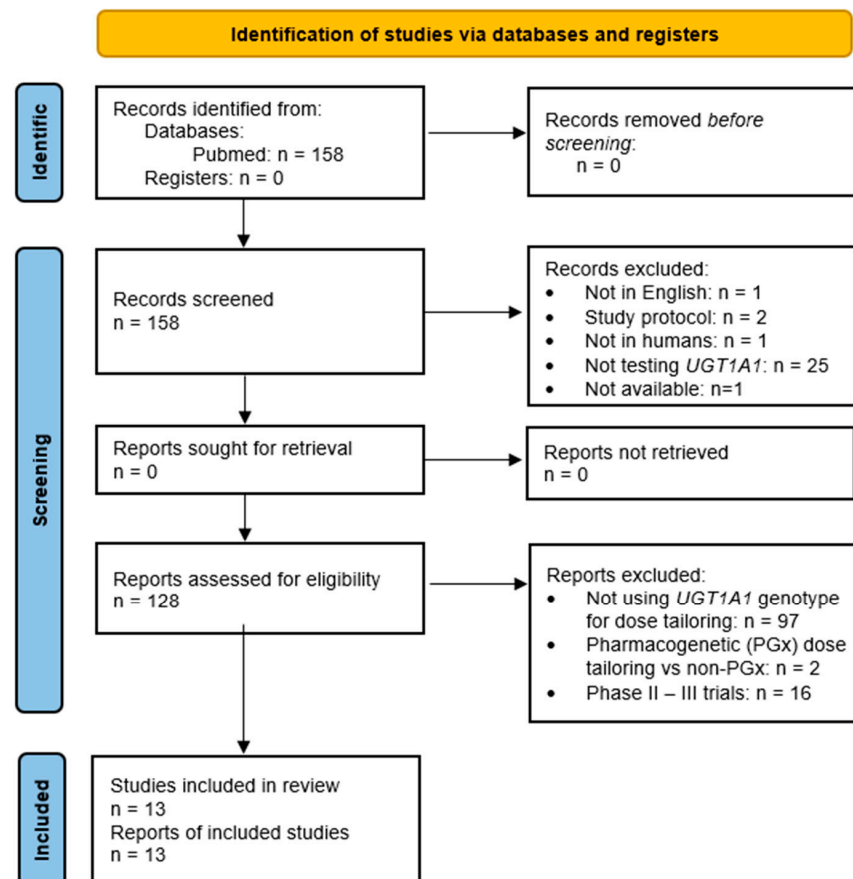 Identification of studies via databases and registers
Identific
Records identified from:
Databases:
Pubmed: n = 158
Registers: n = 0
Records removed before
screening:
n = 0
Screening
Records screened
n = 158
Records excluded:
• Not in English: n = 1
• Study protocol: n = 2
• Not in humans: n = 1
• Not testing UGT1A1: n = 25
• Not available: n=1
Reports sought for retrieval
n = 0
Reports not retrieved
n = 0
Reports assessed for eligibility
n = 128
Reports excluded:
• Not using UGT1A1 genotype
for dose tailoring: n = 97
• Pharmacogenetic (PGx) dose
tailoring vs non-PGx: n = 2
• Phase II – III trials: n = 16
Included
Studies included in review
n = 13
Reports of included studies
n = 13